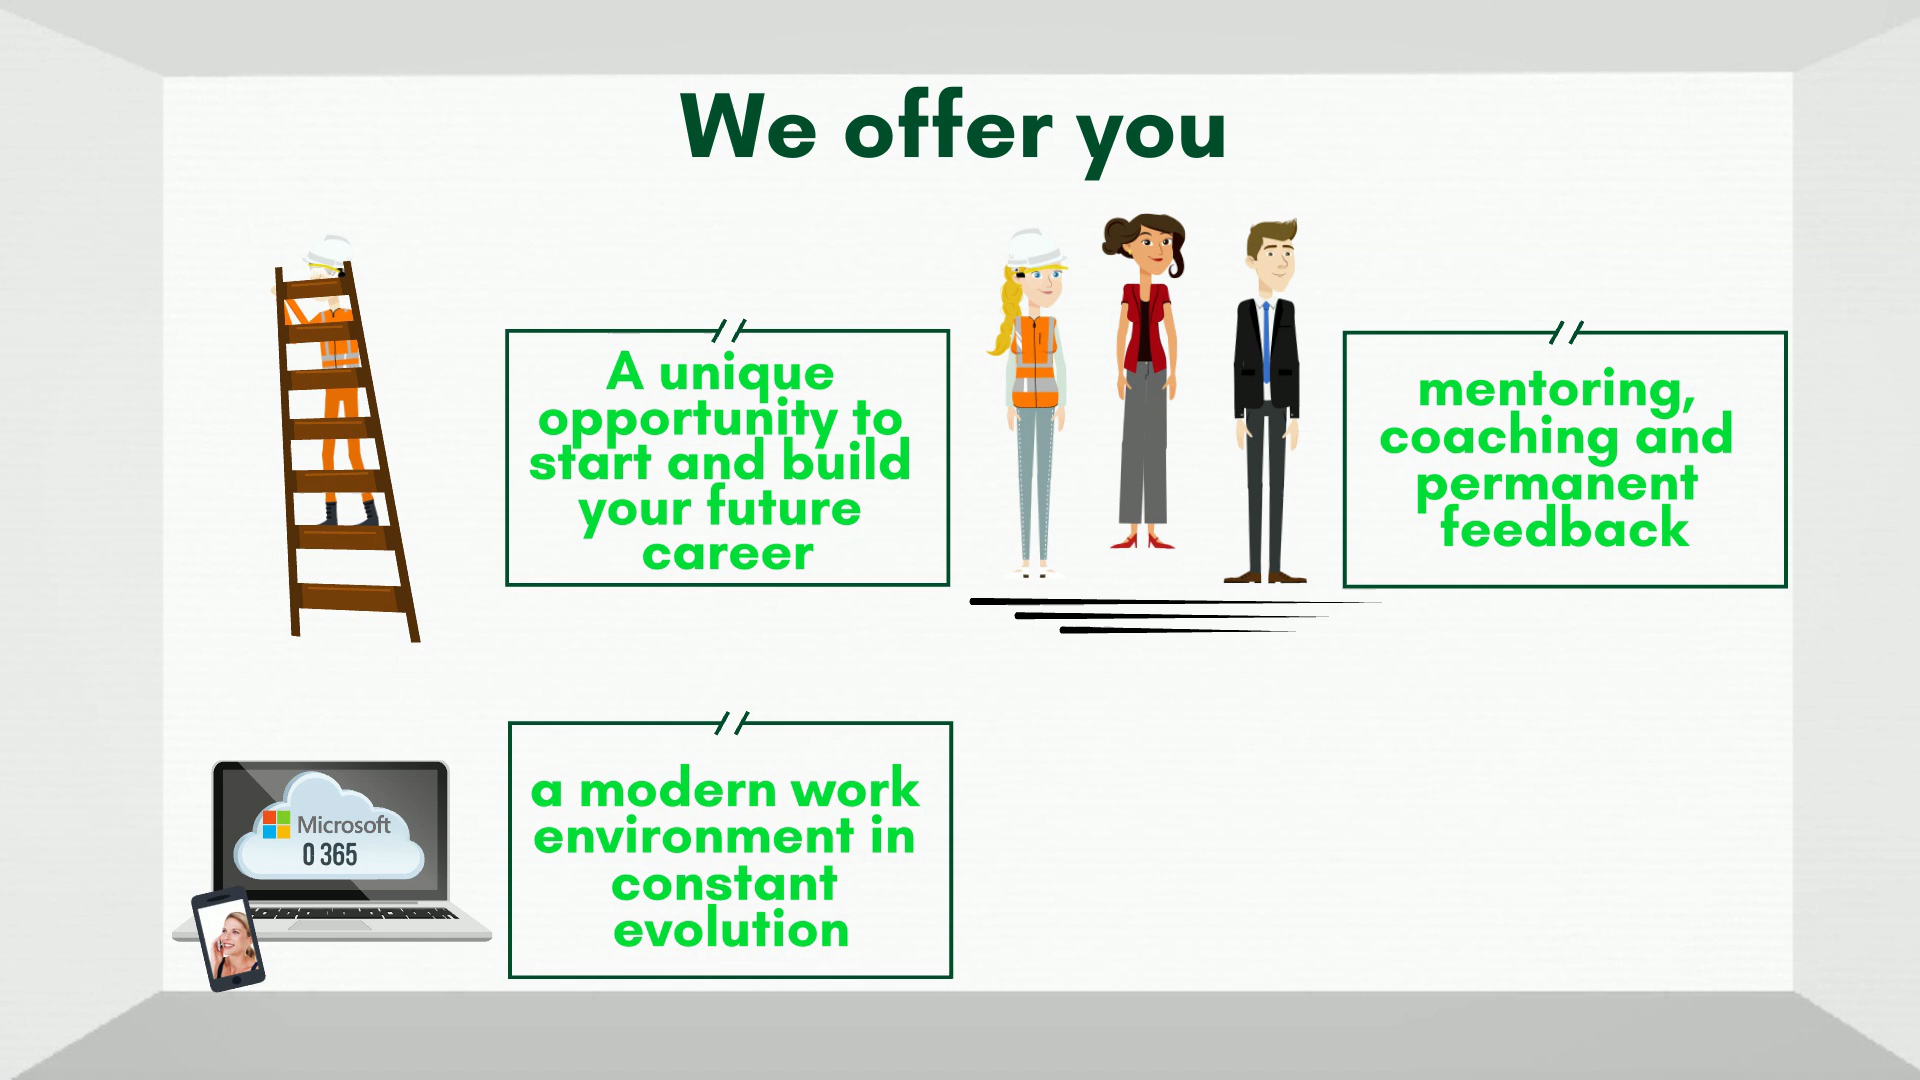 We offer you
A unique
opportunity to
start and build
your future
career
mentoring,
coaching and
permanent
feedback
Microsoft
O 365
a modern work
environment in
constant
evolution